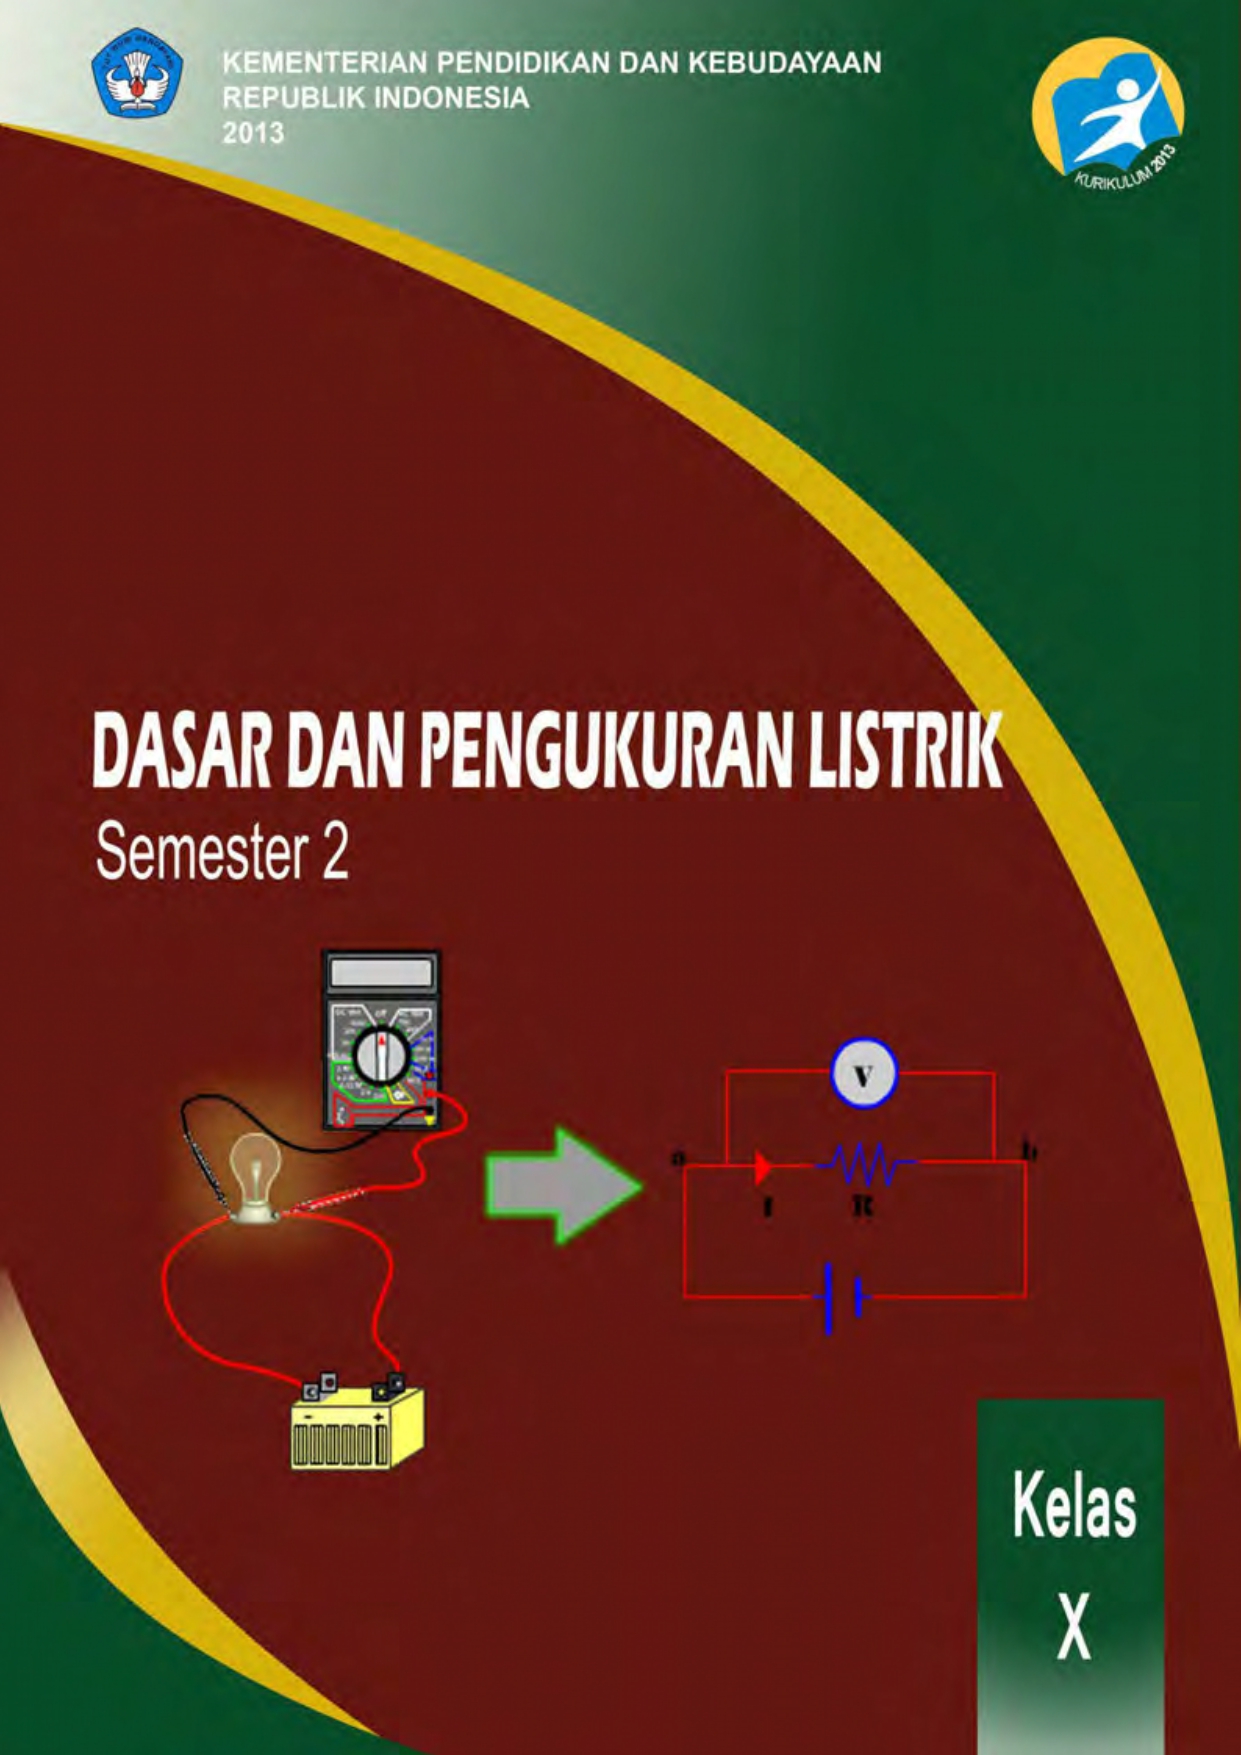 KEMENTERIAN PENDIDIKAN DAN KEBUDAYAAN
REPUBLIK INDONESIA
2013
KURIKULUM 2013
DASAR DAN PENGUKURAN LISTRIK
Semester 2
V
a
b
I
R
- +
Kelas
X